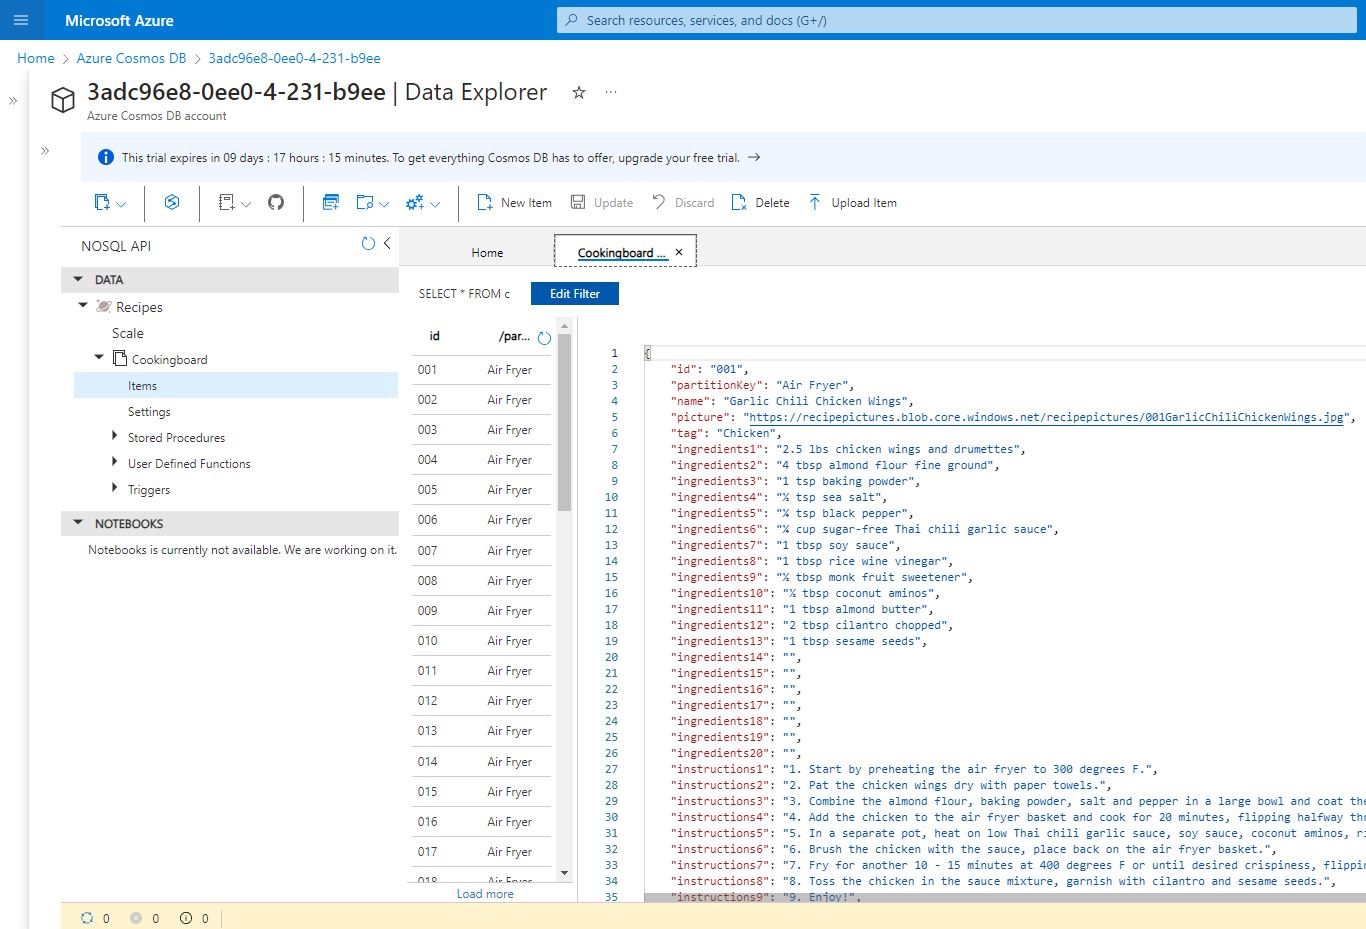 Microsoft Azure
Search resources, services, and docs (G+/)
Home > Azure Cosmos DB > 3adc96e8-0ee0-4-231-b9ee
3adc96e8-0ee0-4-231-b9ee | Data Explorer
Azure Cosmos DB account
This trial expires in 09 days : 17 hours : 15 minutes. To get everything Cosmos DB has to offer, upgrade your free trial.
New Item Update Discard Delete Upload Item
NOSQL API
DATA
Recipes
Scale
Cookingboard
Items
Settings
Stored Procedures
User Defined Functions
Triggers
NOTEBOOKS
Notebooks is currently not available. We are working on it.
Home Cookingboard ...
SELECT * FROM c Edit Filter
id /par...
001 Air Fryer
002 Air Fryer
003 Air Fryer
004 Air Fryer
005 Air Fryer
006 Air Fryer
007 Air Fryer
008 Air Fryer
009 Air Fryer
010 Air Fryer
011 Air Fryer
012 Air Fryer
013 Air Fryer
014 Air Fryer
015 Air Fryer
016 Air Fryer
017 Air Fryer
018 Air Fryer
Load more
1 {
2 "id": "001",
3 "partitionKey": "Air Fryer",
4 "name": "Garlic Chili Chicken Wings",
5 "picture": "https://recipepictures.blob.core.windows.net/recipepictures/001GarlicChiliChickenWings.jpg",
6 "tag": "Chicken",
7 "ingredients1": "2.5 lbs chicken wings and drumettes",
8 "ingredients2": "4 tbsp almond flour fine ground",
9 "ingredients3": "1 tsp baking powder",
10 "ingredients4": " tsp sea salt",
11 "ingredients5": " tsp black pepper",
12 "ingredients6": " cup sugar-free Thai chili garlic sauce",
13 "ingredients7": "1 tbsp soy sauce",
14 "ingredients8": "1 tbsp rice wine vinegar",
15 "ingredients9": " tbsp monk fruit sweetener",
16 "ingredients10": " tbsp coconut aminos",
17 "ingredients11": "1 tbsp almond butter",
18 "ingredients12": "2 tbsp cilantro chopped",
19 "ingredients13": "1 tbsp sesame seeds",
20 "ingredients14": "",
21 "ingredients15": "",
22 "ingredients16": "",
23 "ingredients17": "",
24 "ingredients18": "",
25 "ingredients19": "",
26 "ingredients20": "",
27 "instructions1": "1. Start by preheating the air fryer to 300 degrees F.",
28 "instructions2": "2. Pat the chicken wings dry with paper towels.",
29 "instructions3": "3. Combine the almond flour, baking powder, salt and pepper in a large bowl and coat the
30 "instructions4": "4. Add the chicken to the air fryer basket and cook for 20 minutes, flipping halfway thr
31 "instructions5": "5. In a separate pot, heat on low Thai chili garlic sauce, soy sauce, coconut aminos, ri
32 "instructions6": "6. Brush the chicken with the sauce, place back on the air fryer basket.",
33 "instructions7": "7. Fry for another 10 - 15 minutes at 400 degrees F or until desired crispiness, flippin
34 "instructions8": "8. Toss the chicken in the sauce mixture, garnish with cilantro and sesame seeds.",
35 "instructions9": "9. Enjoy!",
0 0 0